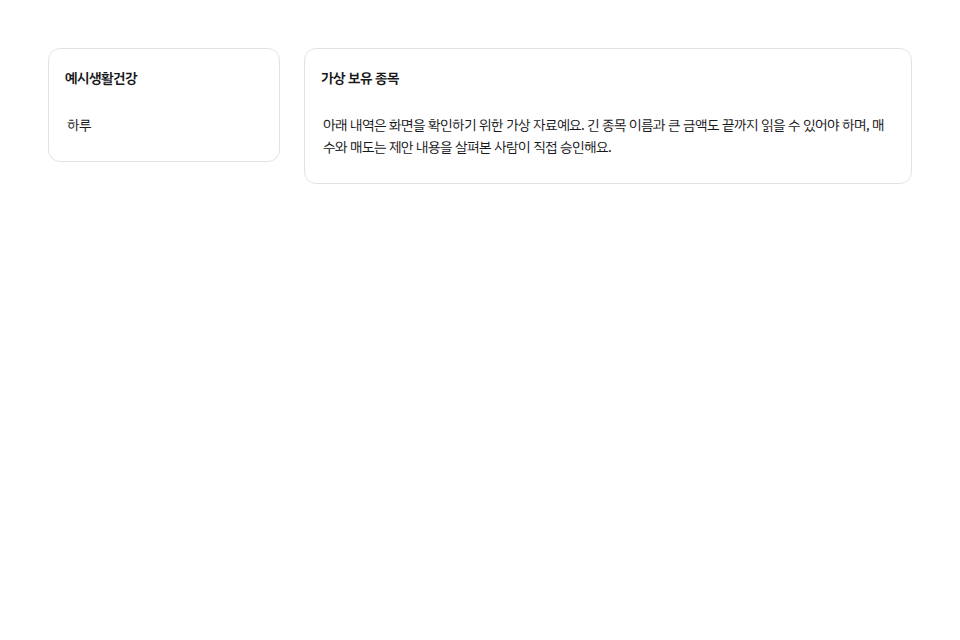 예시생활건강
하루
가상 보유 종목
아래 내역은 화면을 확인하기 위한 가상 자료예요. 긴 종목 이름과 큰 금액도 끝까지 읽을 수 있어야 하며, 매
수와 매도는 제안 내용을 살펴본 사람이 직접 승인해요.